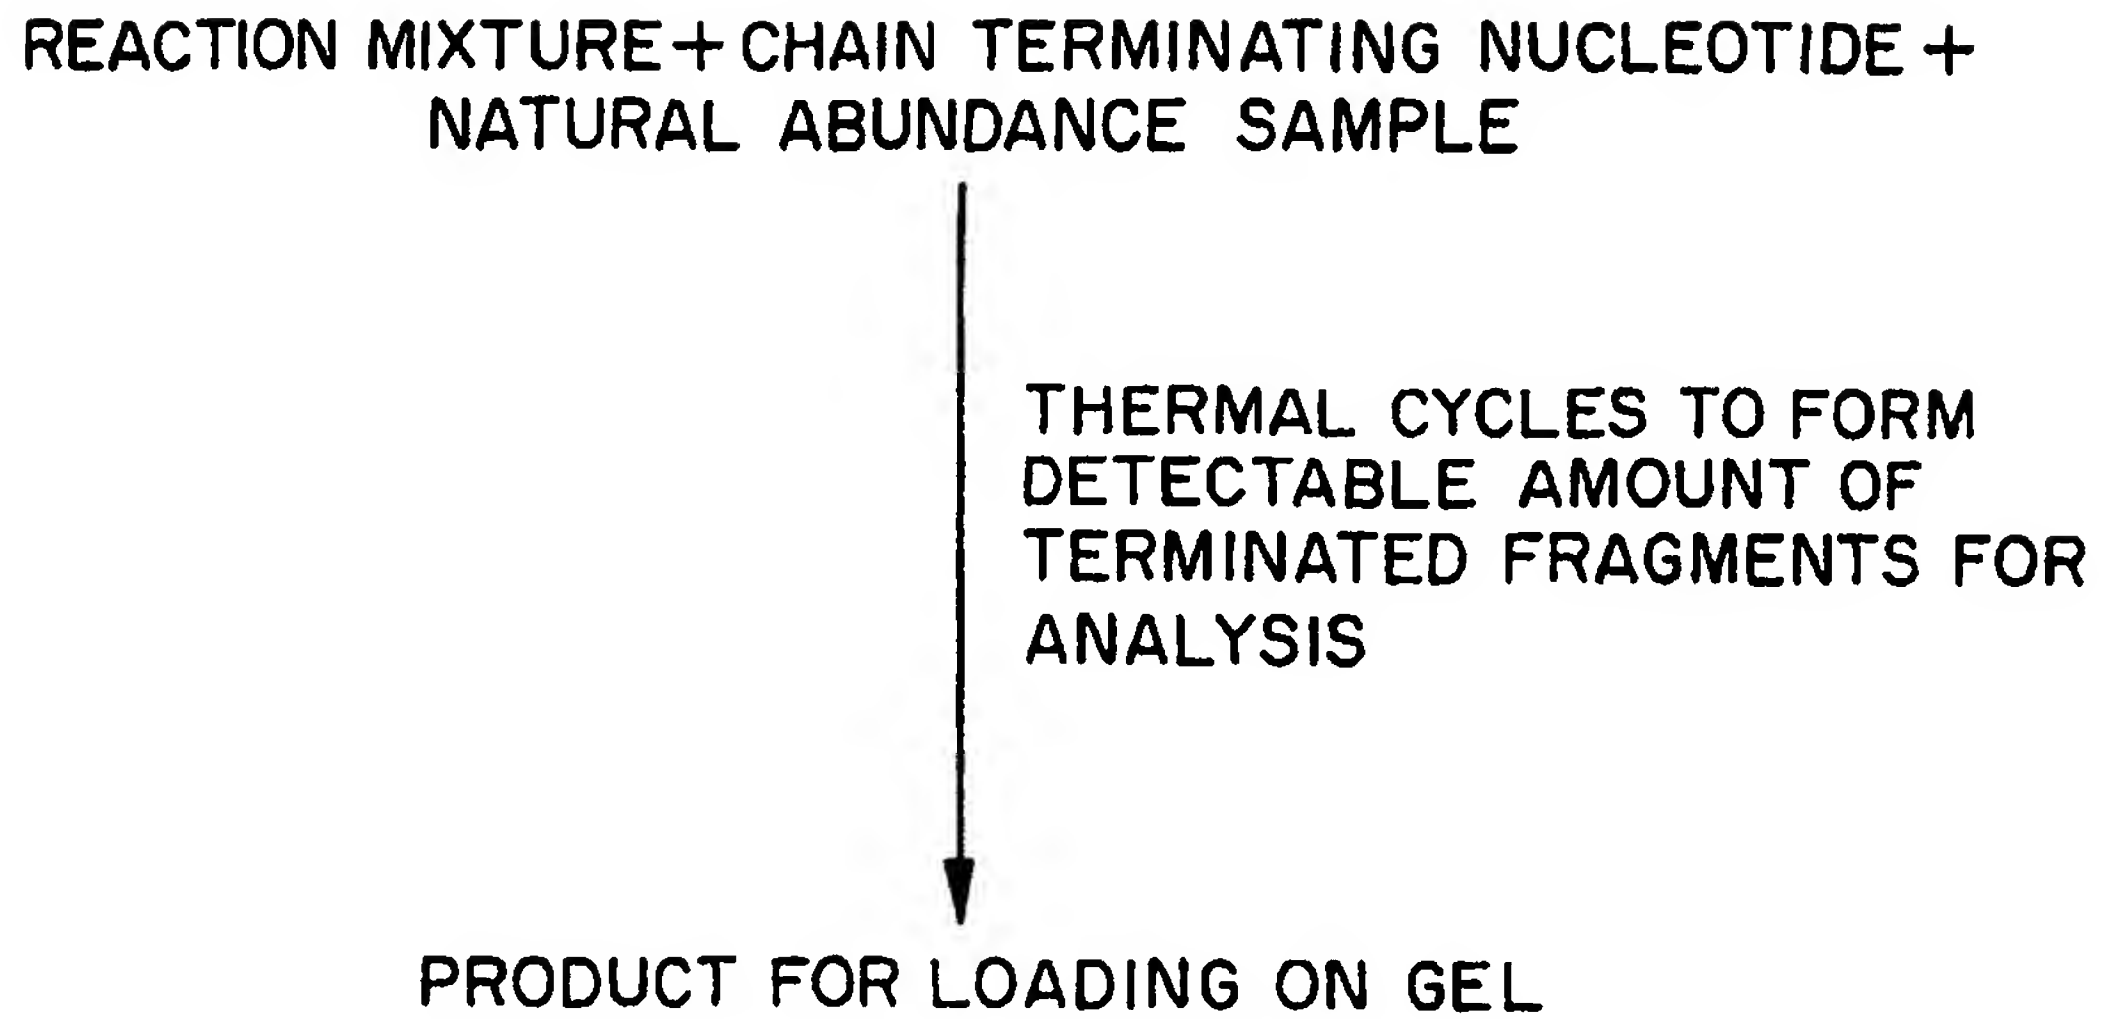 REACTION MIXTURE+CHAIN TERMINATING NUCLEOTIDE+
NATURAL ABUNDANCE SAMPLE
THERMAL CYCLES TO FORM
DETECTABLE AMOUNT OF
TERMINATED FRAGMENTS FOR
ANALYSIS
PRODUCT FOR LOADING ON GEL